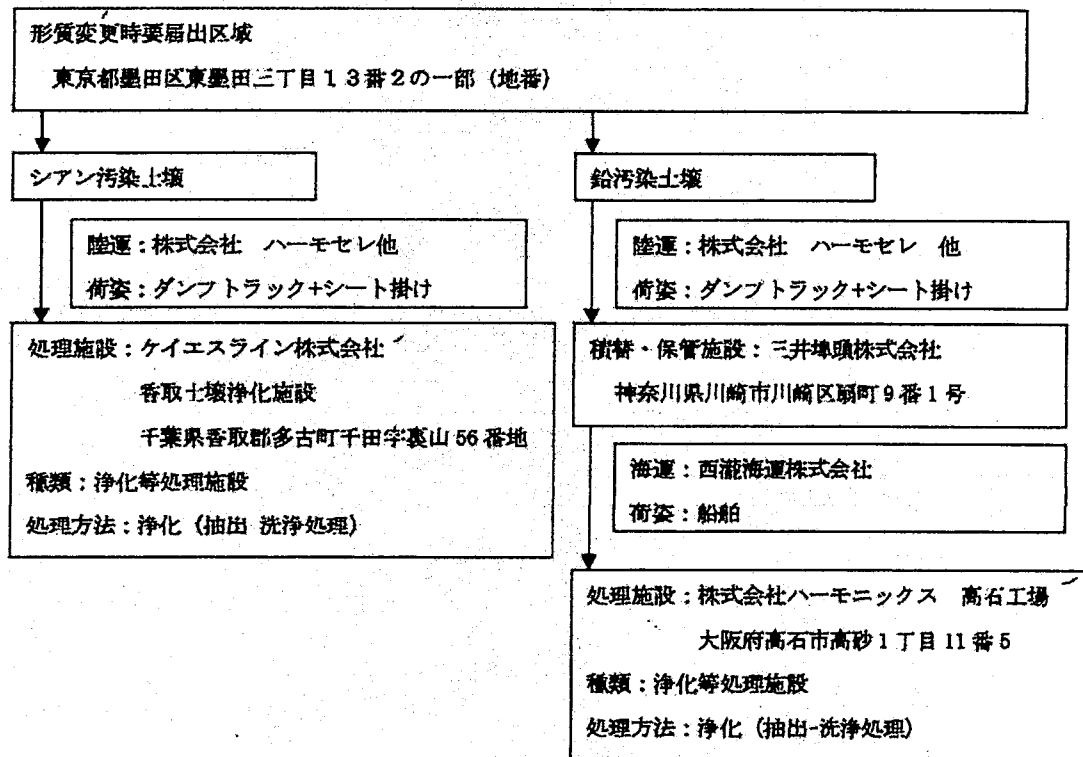 形質変更時要届出区域
東京都墨田区東墨田三丁目13番2の一部（地番）
シアン汚染土壌
陸運：株式会社　ハーモセレ他
荷姿：ダンプトラック+シート掛け
処理施設：ケイエスライン株式会社
香取土壌浄化施設
千葉県香取郡多古町千田字裏山56番地
種類：浄化等処理施設
処理方法：浄化（抽出-洗浄処理）
鉛汚染土壌
陸運：株式会社　ハーモセレ　他
荷姿：ダンプトラック+シート掛け
積替・保管施設：三井埠頭株式会社
神奈川県川崎市川崎区扇町9番1号
海運：西瀧海運株式会社
荷姿：船舶
処理施設：株式会社ハーモニックス　高石工場
大阪府高石市高砂1丁目11番5
種類：浄化等処理施設
処理方法：浄化（抽出-洗浄処理）